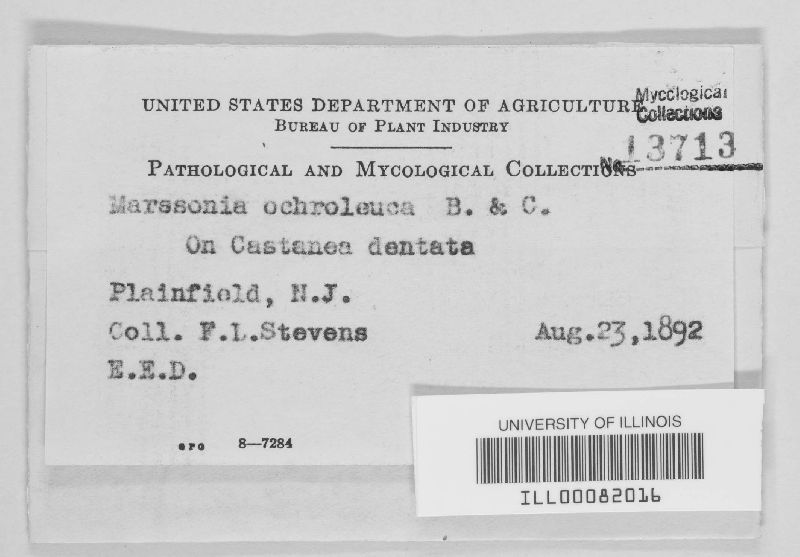 UNITED STATES DEPARTMENT OF AGRICULTURE
BUREAU OF PLANT INDUSTRY
Mycological
Collections
No. 13713
PATHOLOGICAL AND MYCOLOGICAL COLLECTIONS
Marssonia ochroleuca B. & C.
On Castanea dentata
Plainfield, N.J.
Coll. F.L.Stevens Aug.23,1892
E.E.D.
GPO 8—7284
UNIVERSITY OF ILLINOIS
ILL00082016